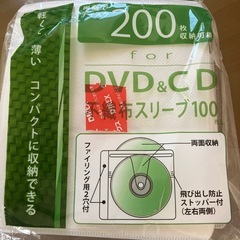 200
枚
収納可能
for
DVD&CD
布スリーブ100
薄い
コンパクトに収納できる
両面収納
ファイリング用2穴付
飛び出し防止
ストッパー付
(左右両側)